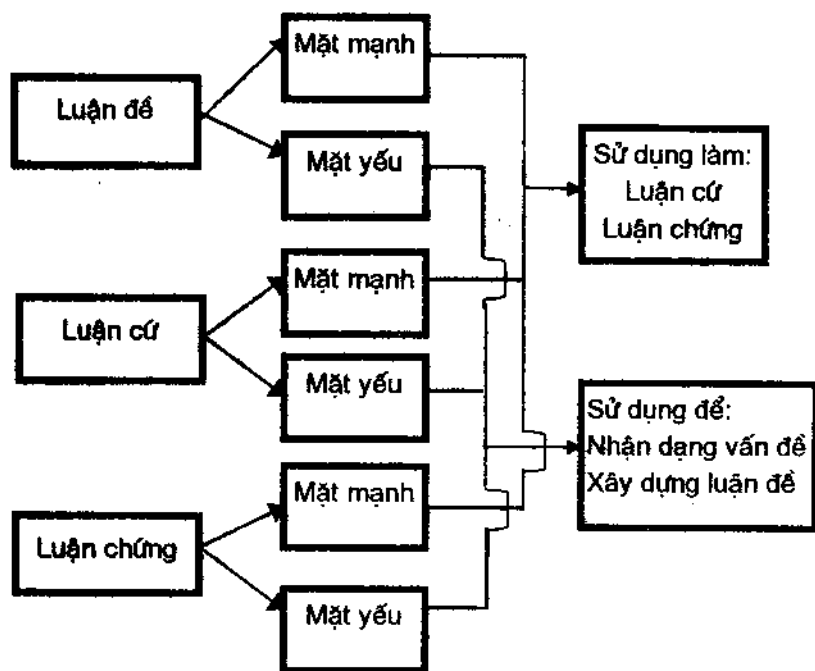 Luận đề
Mặt mạnh
Mặt yếu
Luận cứ
Mặt mạnh
Mặt yếu
Luận chứng
Mặt mạnh
Mặt yếu
Sử dụng làm:
Luận cứ
Luận chứng
Sử dụng để:
Nhận dạng vấn đề
Xây dựng luận đề